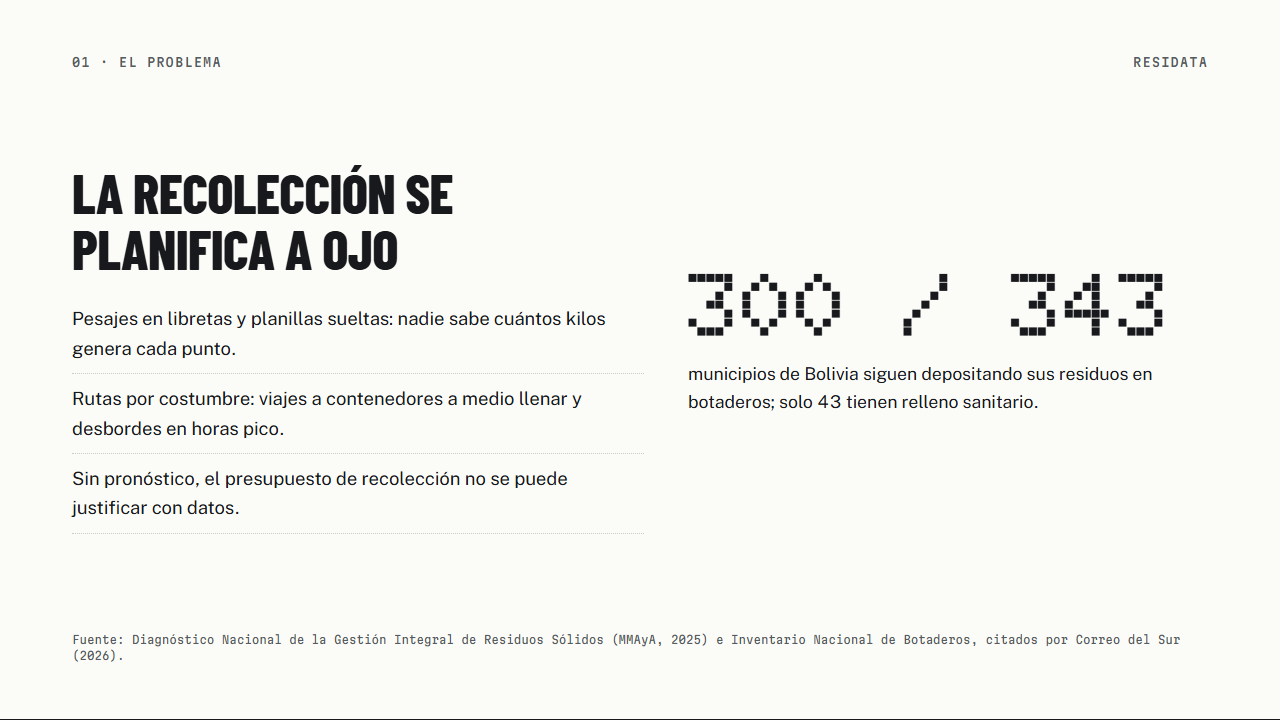 01 · EL PROBLEMA
RESIDATA
LA RECOLECCIÓN SE
PLANIFICA A OJO
Pesajes en libretas y planillas sueltas: nadie sabe cuántos kilos
genera cada punto.
Rutas por costumbre: viajes a contenedores a medio llenar y
desbordes en horas pico.
Sin pronóstico, el presupuesto de recolección no se puede
justificar con datos.
300 / 343
municipios de Bolivia siguen depositando sus residuos en
botaderos; solo 43 tienen relleno sanitario.
Fuente: Diagnóstico Nacional de la Gestión Integral de Residuos Sólidos (MMAyA, 2025) e Inventario Nacional de Botaderos, citados por Correo del Sur
(2026).